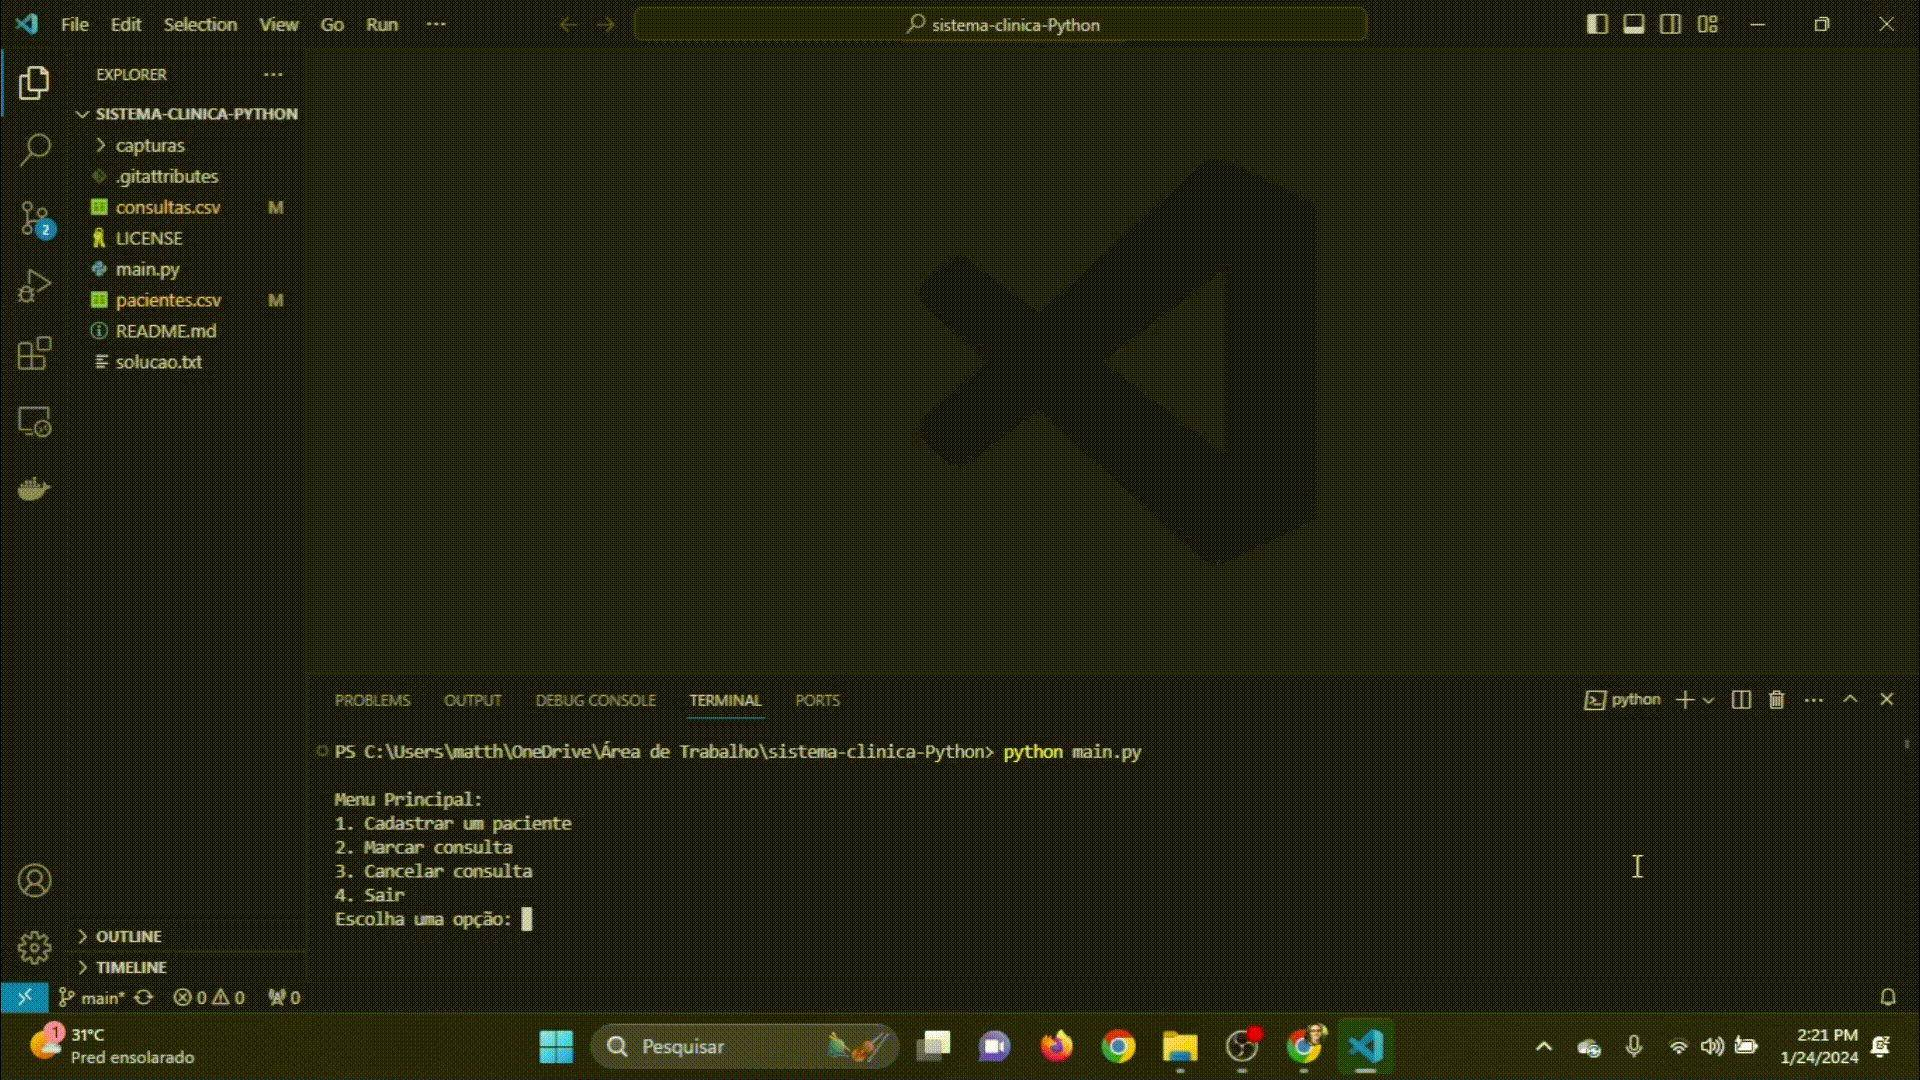 File Edit Selection View Go Run ···
sistema-clinica-Python
EXPLORER ···
SISTEMA-CLINICA-PYTHON
capturas
.gitattributes
consultas.csv M
LICENSE
main.py
pacientes.csv M
README.md
solucao.txt
2
OUTLINE
TIMELINE
PROBLEMS OUTPUT DEBUG CONSOLE TERMINAL PORTS
python
PS C:\Users\matth\OneDrive\Área de Trabalho\sistema-clinica-Python> python main.py
Menu Principal:
1. Cadastrar um paciente
2. Marcar consulta
3. Cancelar consulta
4. Sair
Escolha uma opção:
main* 0 0 0
1
31°C
Pred ensolarado
Pesquisar
2:21 PM
1/24/2024